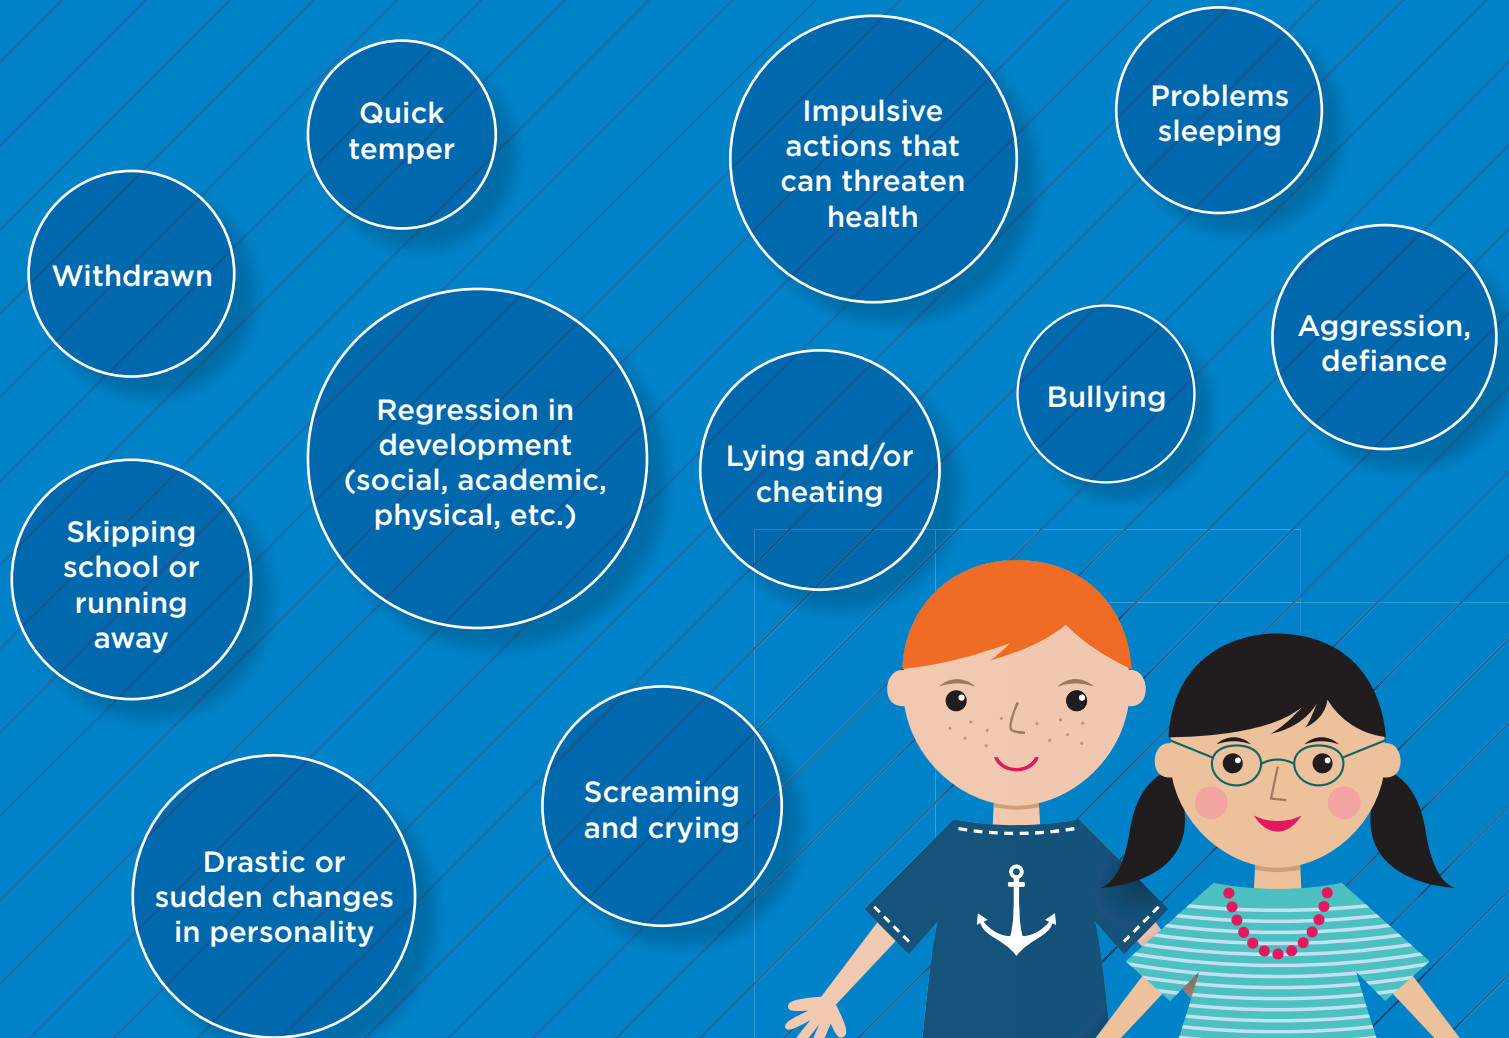 Quick
temper
Impulsive
actions that
can threaten
health
Problems
sleeping
Withdrawn
Aggression,
defiance
Regression in
development
(social, academic,
physical, etc.)
Lying and/or
cheating
Bullying
Skipping
school or
running
away
Screaming
and crying
Drastic or
sudden changes
in personality